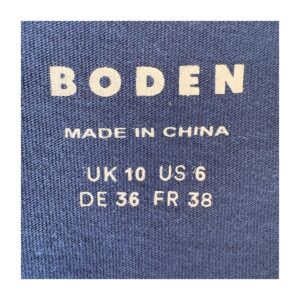 BODEN
MADE IN CHINA
UK 10 US 6
DE 36 FR 38